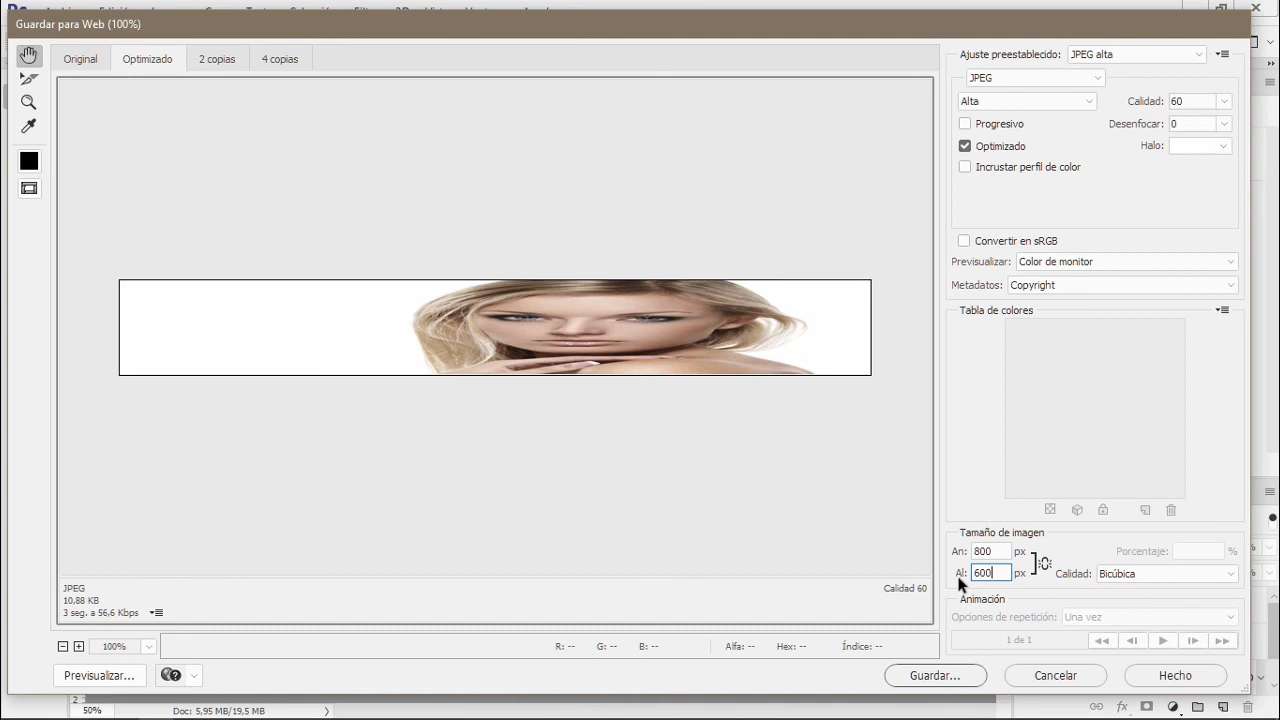 Guardar para Web (100%)
Original
Optimizado
2 copias
4 copias
Ajuste preestablecido: JPEG alta
JPEG
Alta
Calidad: 60
Progresivo
Desenfocar: 0
Optimizado
Halo:
Incrustar perfil de color
Convertir en sRGB
Previsualizar: Color de monitor
Metadatos: Copyright
Tabla de colores
Tamaño de imagen
An: 800 px
Porcentaje: %
Al: 600 px
Calidad: Bicúbica
Animación
Opciones de repetición: Una vez
1 de 1
JPEG
10,88 KB
3 seg. a 56,6 Kbps
Calidad 60
100%
R: -- G: -- B: -- Alfa: -- Hex: -- Índice: --
Previsualizar...
Guardar...
Cancelar
Hecho
50%
Doc: 5,95 MB/19,5 MB